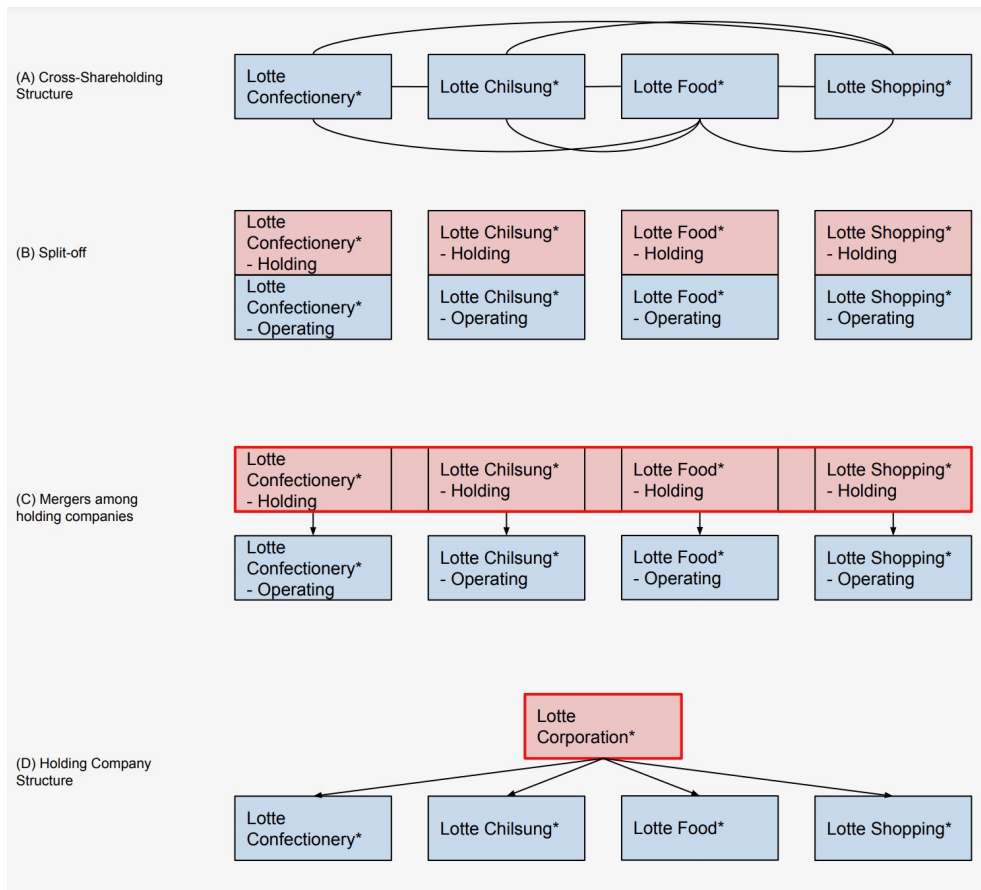 (A) Cross-Shareholding
Structure
Lotte
Confectionery*
Lotte Chilsung*
Lotte Food*
Lotte Shopping*
(B) Split-off
Lotte
Confectionery*
- Holding
Lotte Chilsung*
- Holding
Lotte Food*
- Holding
Lotte Shopping*
- Holding
Lotte
Confectionery*
- Operating
Lotte Chilsung*
- Operating
Lotte Food*
- Operating
Lotte Shopping*
- Operating
(C) Mergers among
holding companies
Lotte
Confectionery*
- Holding
Lotte Chilsung*
- Holding
Lotte Food*
- Holding
Lotte Shopping*
- Holding
Lotte
Confectionery*
- Operating
Lotte Chilsung*
- Operating
Lotte Food*
- Operating
Lotte Shopping*
- Operating
(D) Holding Company
Structure
Lotte
Corporation*
Lotte
Confectionery*
Lotte Chilsung*
Lotte Food*
Lotte Shopping*